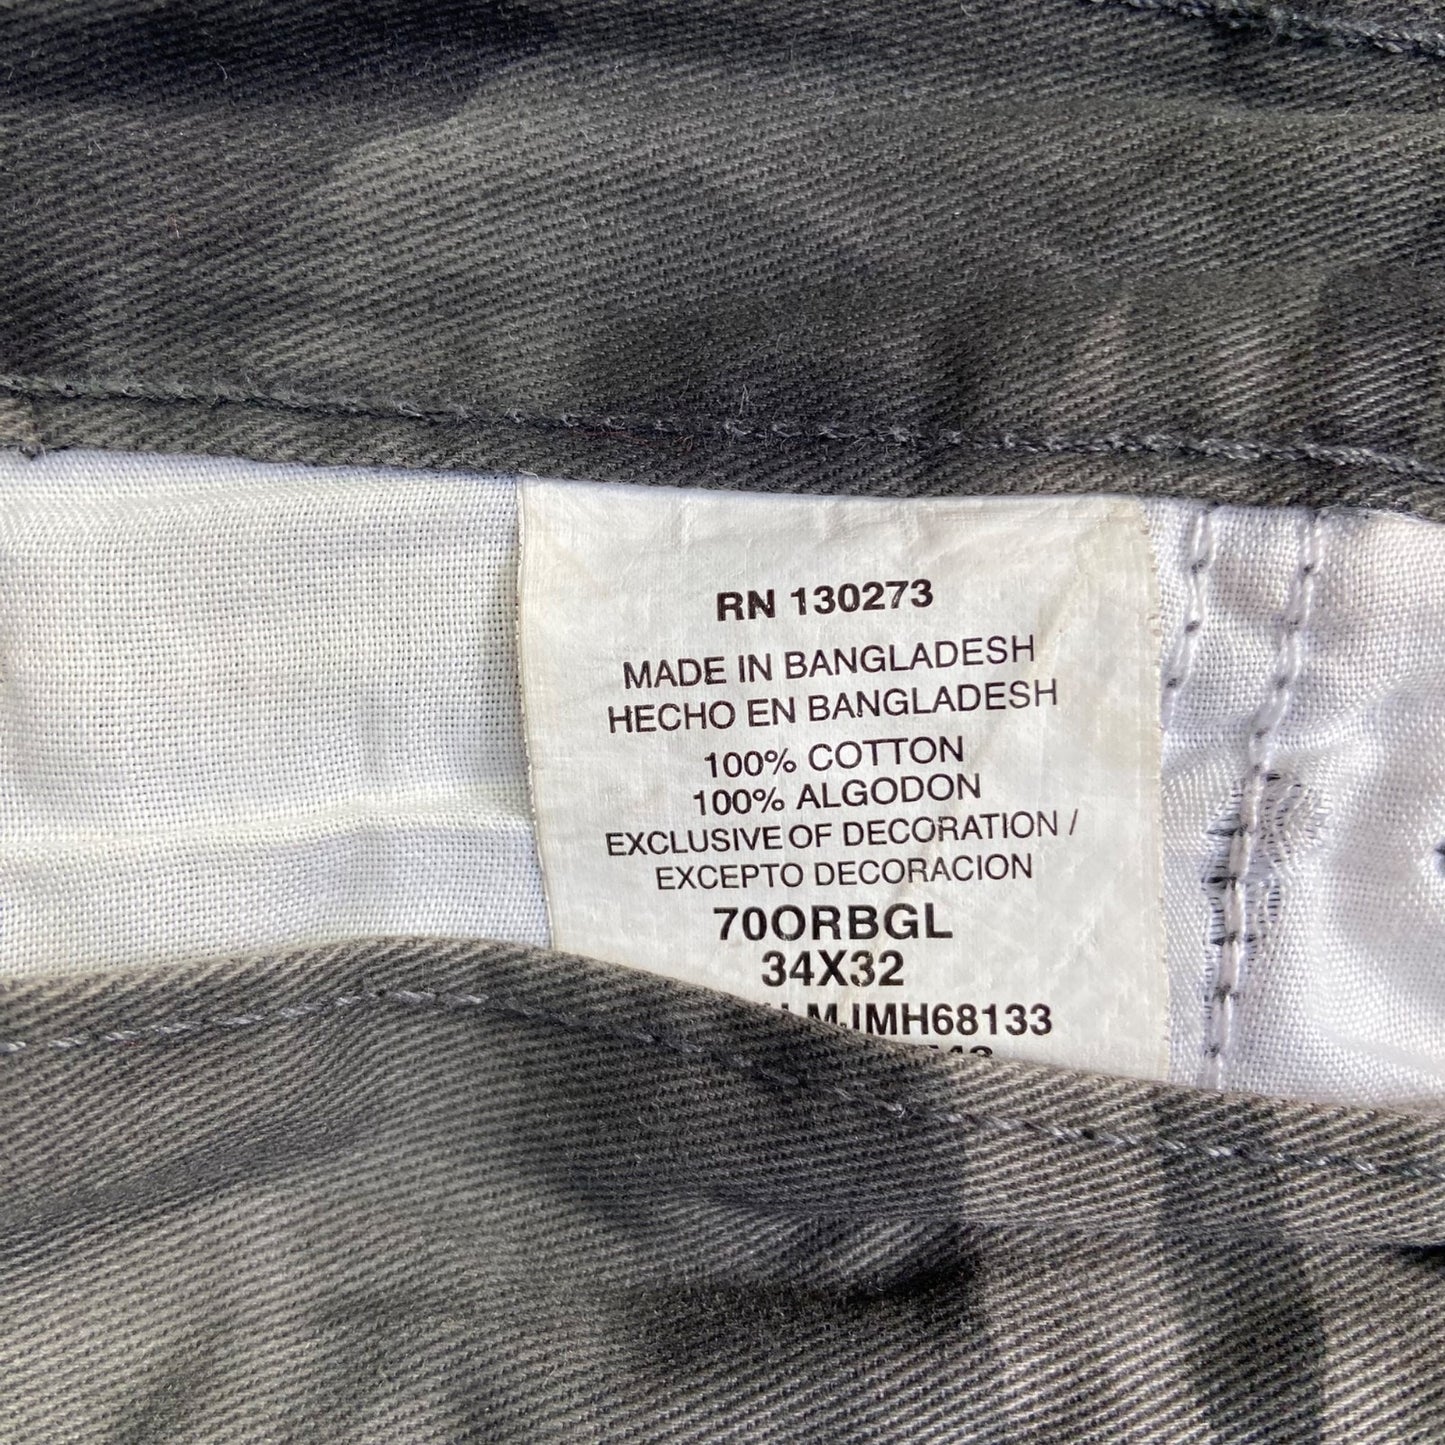 RN 130273
MADE IN BANGLADESH
HECHO EN BANGLADESH
100% COTTON
100% ALGODON
EXCLUSIVE OF DECORATION /
EXCEPTO DECORACION
70ORBGL
34X32